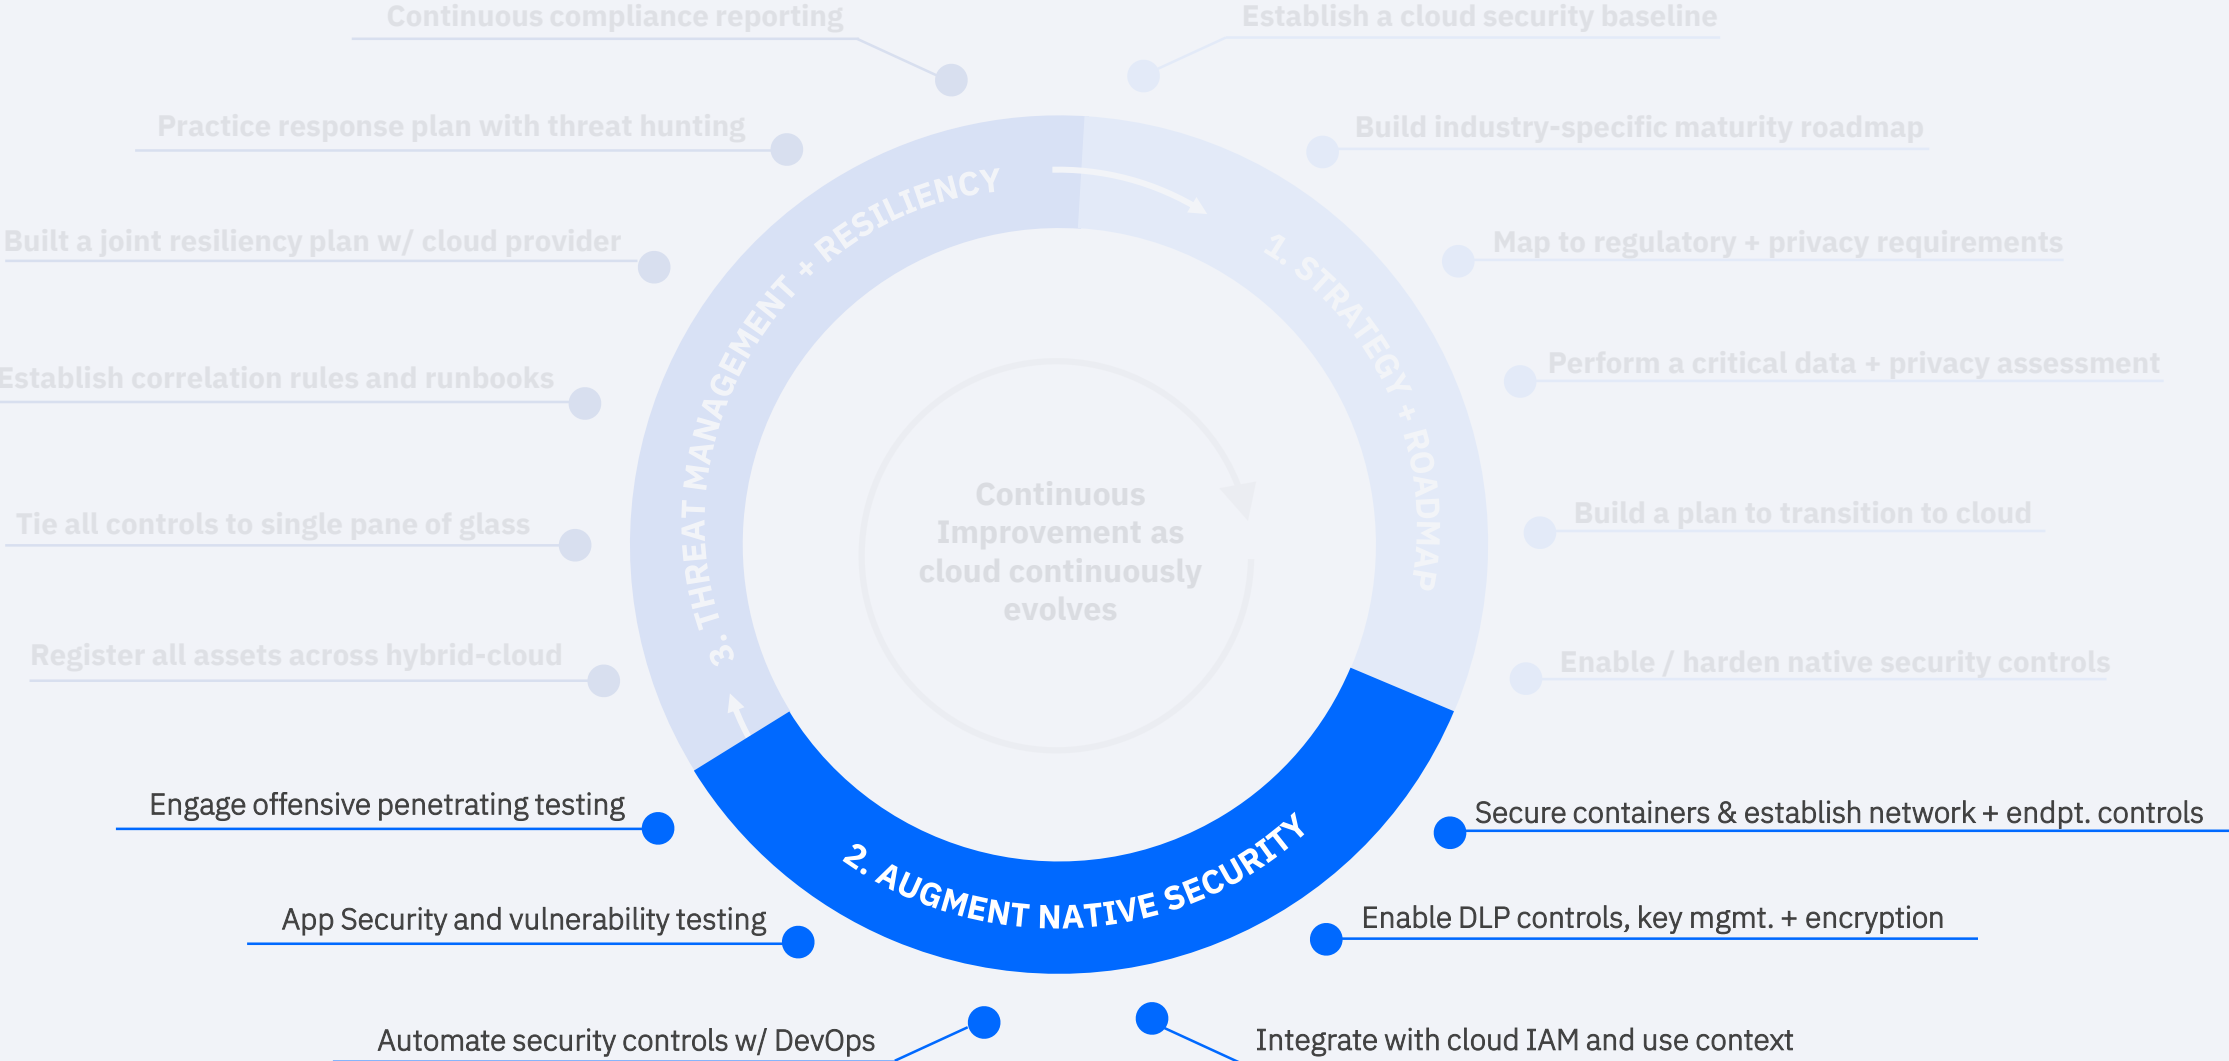 Continuous compliance reporting
Establish a cloud security baseline
Practice response plan with threat hunting
Build industry-specific maturity roadmap
Built a joint resiliency plan w/ cloud provider
Map to regulatory + privacy requirements
Establish correlation rules and runbooks
Perform a critical data + privacy assessment
Tie all controls to single pane of glass
Build a plan to transition to cloud
Register all assets across hybrid-cloud
Enable / harden native security controls
3. THREAT MANAGEMENT + RESILIENCY
1. STRATEGY + ROADMAP
Continuous
Improvement as
cloud continuously
evolves
2. AUGMENT NATIVE SECURITY
Engage offensive penetrating testing
Secure containers & establish network + endpt. controls
App Security and vulnerability testing
Enable DLP controls, key mgmt. + encryption
Automate security controls w/ DevOps
Integrate with cloud IAM and use context